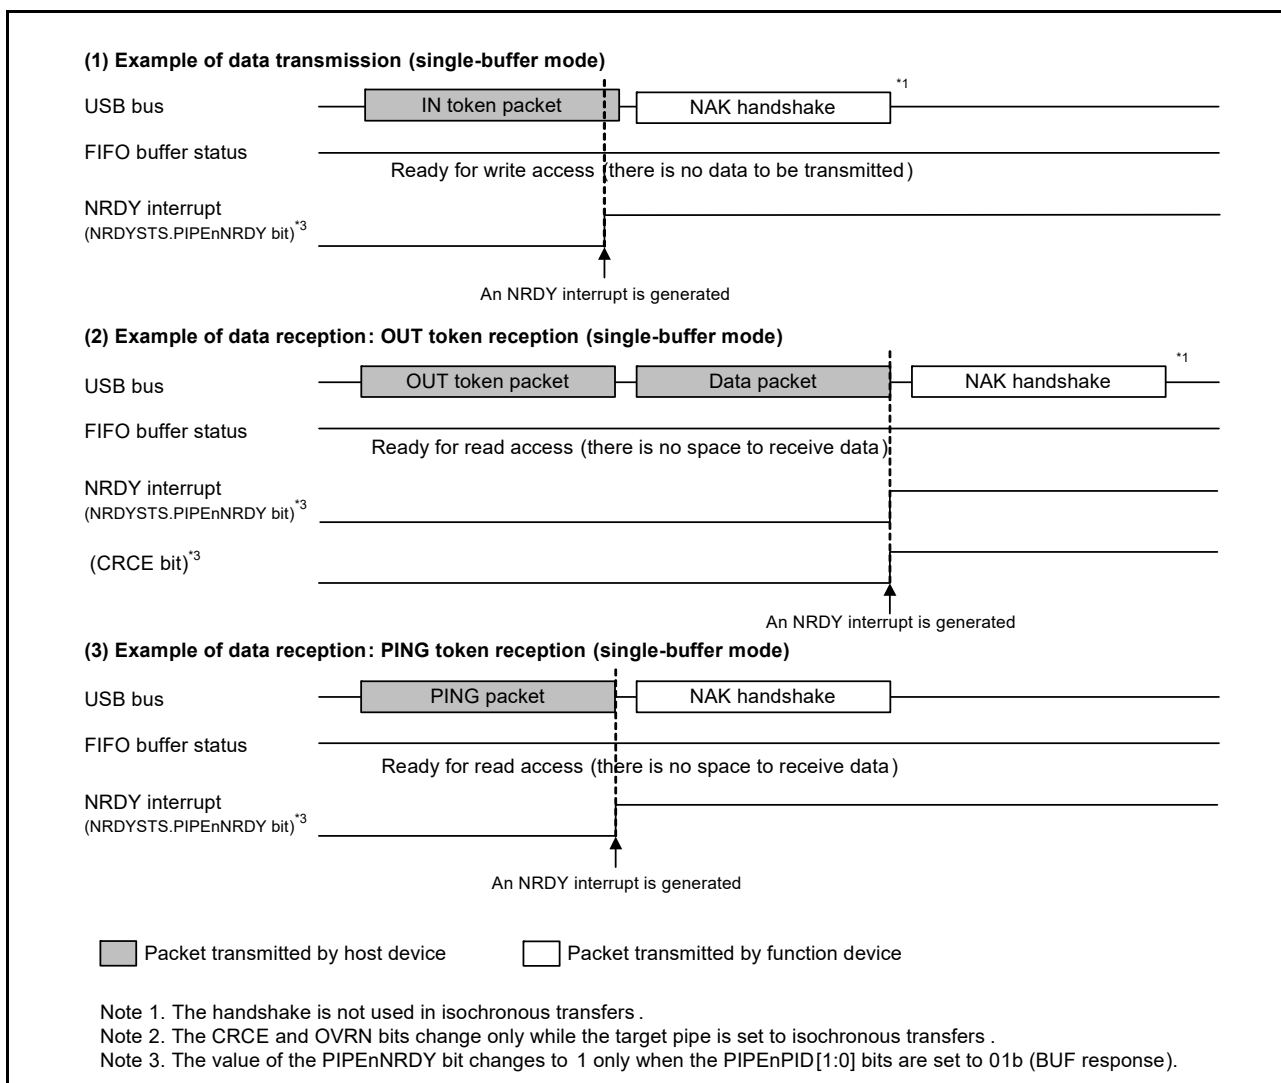 (1) Example of data transmission (single-buffer mode)
USB bus
IN token packet
NAK handshake
*1
FIFO buffer status
Ready for write access (there is no data to be transmitted)
NRDY interrupt
(NRDYSTS.PIPEnNRDY bit)*3
An NRDY interrupt is generated
(2) Example of data reception: OUT token reception (single-buffer mode)
USB bus
OUT token packet
Data packet
NAK handshake
*1
FIFO buffer status
Ready for read access (there is no space to receive data)
NRDY interrupt
(NRDYSTS.PIPEnNRDY bit)*3
(CRCE bit)*3
An NRDY interrupt is generated
(3) Example of data reception: PING token reception (single-buffer mode)
USB bus
PING packet
NAK handshake
FIFO buffer status
Ready for read access (there is no space to receive data)
NRDY interrupt
(NRDYSTS.PIPEnNRDY bit)*3
An NRDY interrupt is generated
Packet transmitted by host device
Packet transmitted by function device
Note 1. The handshake is not used in isochronous transfers.
Note 2. The CRCE and OVRN bits change only while the target pipe is set to isochronous transfers.
Note 3. The value of the PIPEnNRDY bit changes to 1 only when the PIPEnPID[1:0] bits are set to 01b (BUF response).